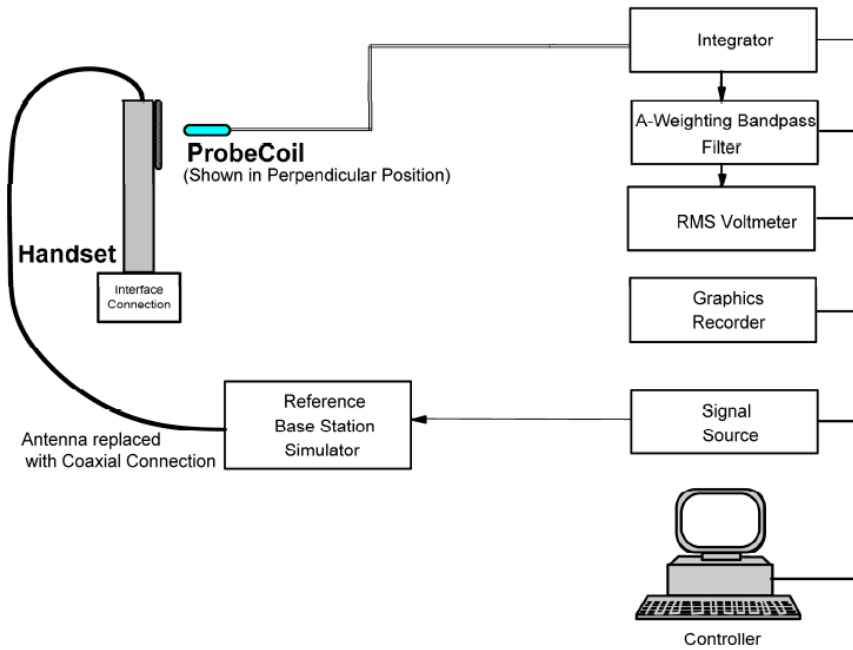 Integrator
A-Weighting Bandpass
Filter
ProbeCoil
(Shown in Perpendicular Position)
RMS Voltmeter
Handset
Interface
Connection
Graphics
Recorder
Reference
Base Station
Simulator
Signal
Source
Antenna replaced
with Coaxial Connection
Controller